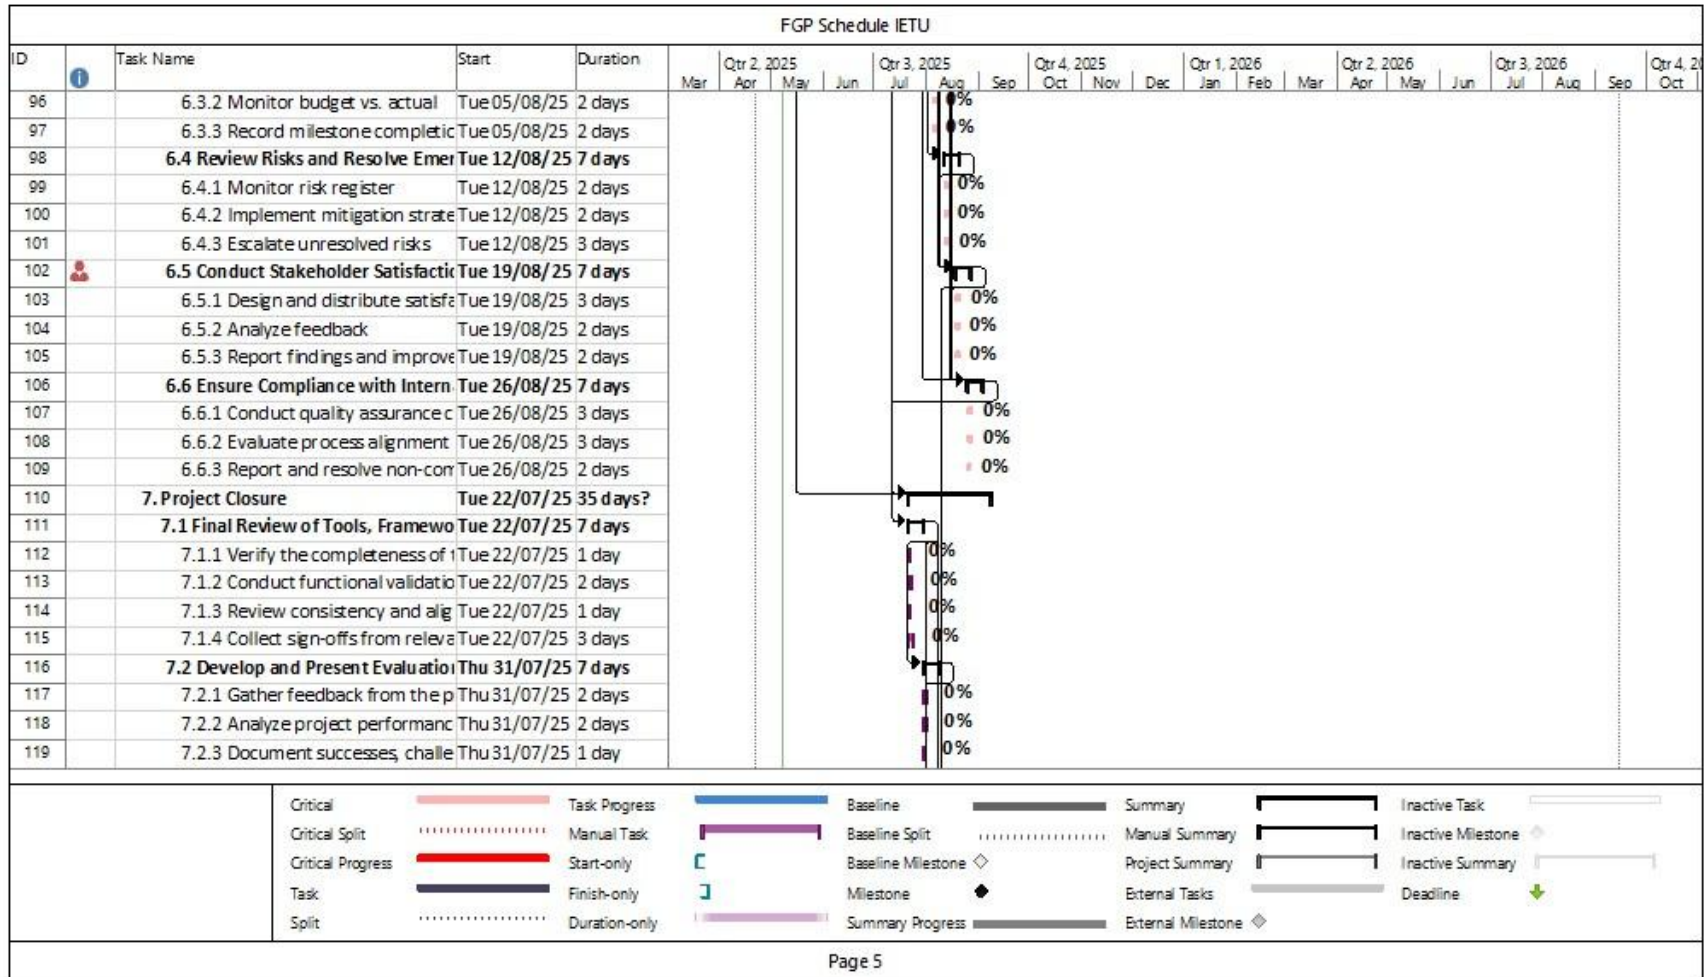 FGP Schedule IETU
ID Task Name Start Duration Qtr 2, 2025 Qtr 3, 2025 Qtr 4, 2025 Qtr 1, 2026 Qtr 2, 2026 Qtr 3, 2026 Qtr 4, 20
Mar Apr May Jun Jul Aug Sep Oct Nov Dec Jan Feb Mar Apr May Jun Jul Aug Sep Oct
96 6.3.2 Monitor budget vs. actual Tue 05/08/25 2 days 0%
97 6.3.3 Record milestone completic Tue 05/08/25 2 days 0%
98 6.4 Review Risks and Resolve Emer Tue 12/08/25 7 days
99 6.4.1 Monitor risk register Tue 12/08/25 2 days 0%
100 6.4.2 Implement mitigation strate Tue 12/08/25 2 days 0%
101 6.4.3 Escalate unresolved risks Tue 12/08/25 3 days 0%
102 6.5 Conduct Stakeholder Satisfactic Tue 19/08/25 7 days
103 6.5.1 Design and distribute satisfa Tue 19/08/25 3 days 0%
104 6.5.2 Analyze feedback Tue 19/08/25 2 days 0%
105 6.5.3 Report findings and improve Tue 19/08/25 2 days 0%
106 6.6 Ensure Compliance with Intern Tue 26/08/25 7 days
107 6.6.1 Conduct quality assurance c Tue 26/08/25 3 days 0%
108 6.6.2 Evaluate process alignment Tue 26/08/25 3 days 0%
109 6.6.3 Report and resolve non-com Tue 26/08/25 2 days 0%
110 7. Project Closure Tue 22/07/25 35 days?
111 7.1 Final Review of Tools, Framewo Tue 22/07/25 7 days
112 7.1.1 Verify the completeness of t Tue 22/07/25 1 day 0%
113 7.1.2 Conduct functional validatio Tue 22/07/25 2 days 0%
114 7.1.3 Review consistency and alig Tue 22/07/25 1 day 0%
115 7.1.4 Collect sign-offs from releva Tue 22/07/25 3 days 0%
116 7.2 Develop and Present Evaluation Thu 31/07/25 7 days
117 7.2.1 Gather feedback from the p Thu 31/07/25 2 days 0%
118 7.2.2 Analyze project performanc Thu 31/07/25 2 days 0%
119 7.2.3 Document successes, challe Thu 31/07/25 1 day 0%
Critical Task Progress Baseline Summary Inactive Task
Critical Split Manual Task Baseline Split Manual Summary Inactive Milestone
Critical Progress Start-only Baseline Milestone Project Summary Inactive Summary
Task Finish-only Milestone External Tasks Deadline
Split Duration-only Summary Progress External Milestone
Page 5